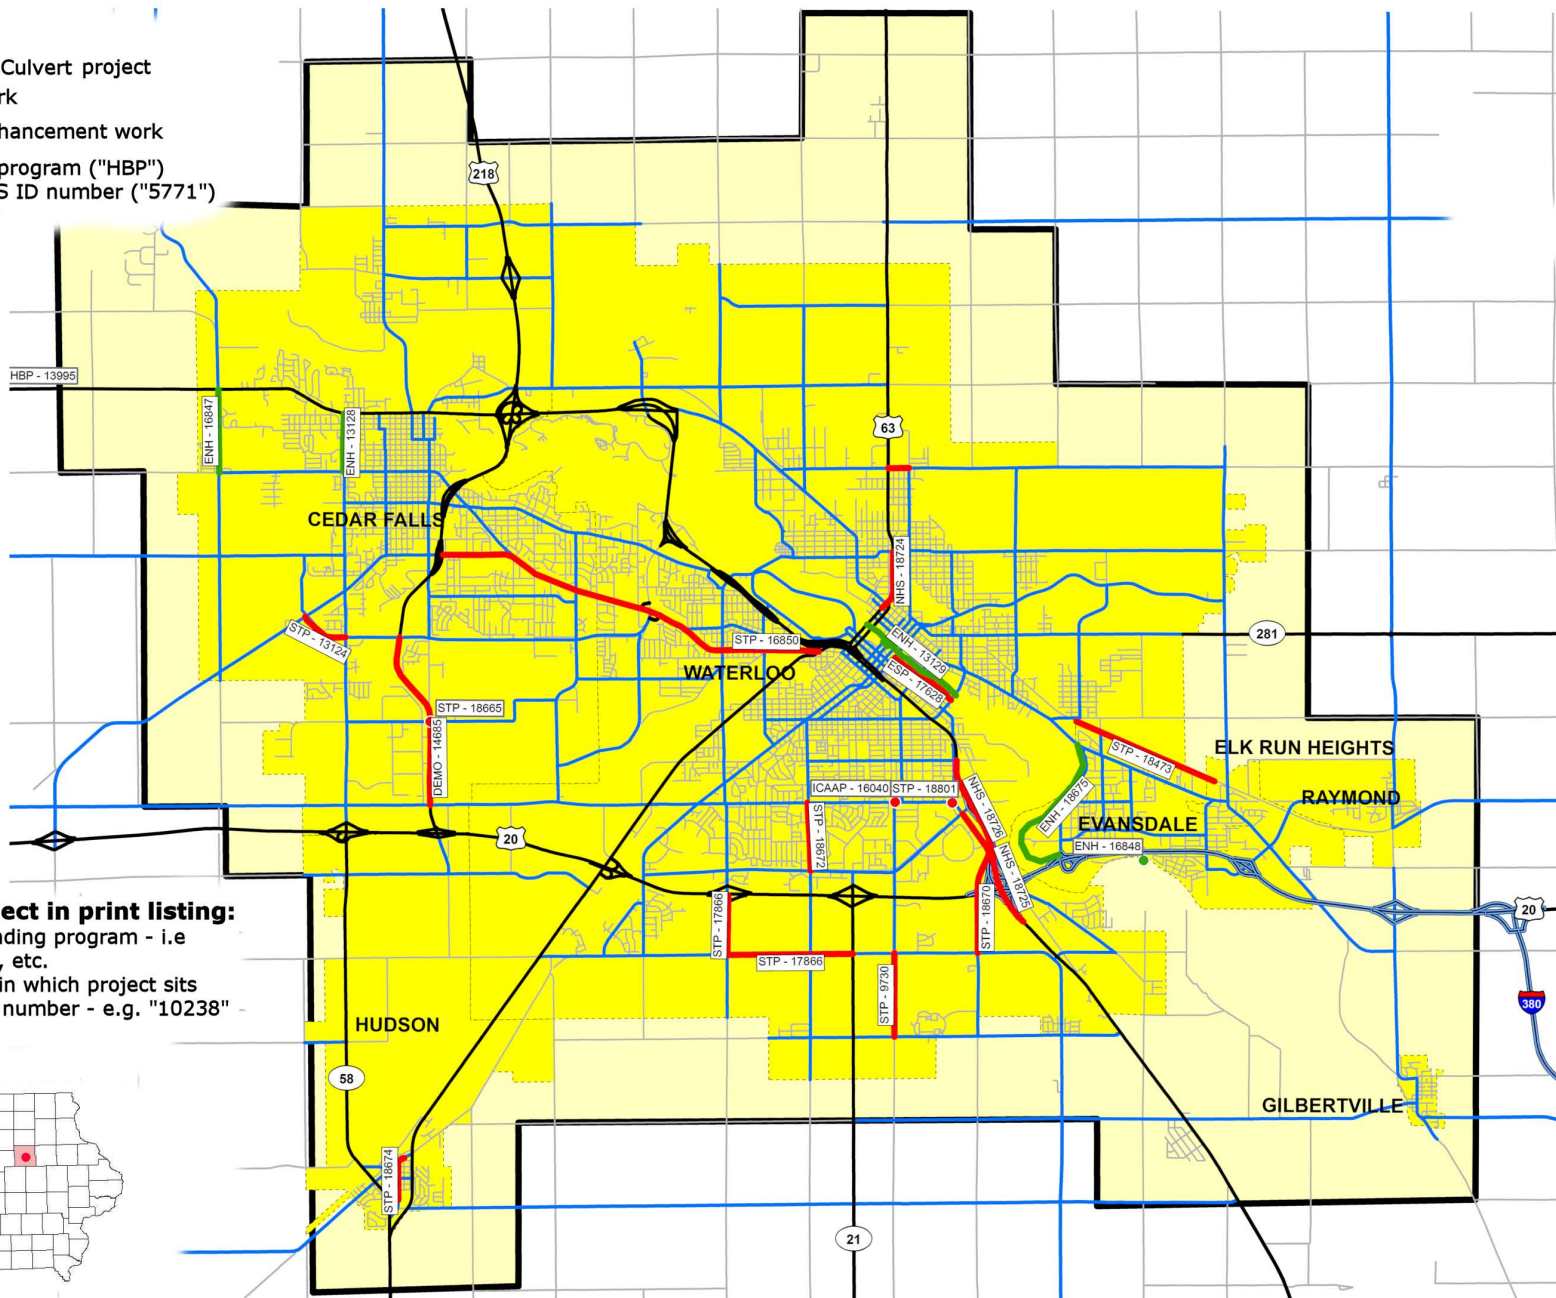 Culvert project
rk
hancement work
program ("HBP")
S ID number ("5771")
218
HBP - 13995
ENH - 16847
ENH - 13128
63
CEDAR FALLS
NHS - 18724
STP - 13124
STP - 16850
ENH - 13129
281
WATERLOO
ESP - 17628
STP - 18665
DEMO - 14685
STP - 18473
ELK RUN HEIGHTS
ICAAP - 16040
STP - 18801
NHS - 18726
ENH - 18675
RAYMOND
EVANSDALE
STP - 18672
20
ENH - 16848
NHS - 18725
STP - 17866
STP - 18670
20
ect in print listing:
nding program - i.e
, etc.
in which project sits
number - e.g. "10238"
STP - 17866
STP - 9730
380
HUDSON
58
GILBERTVILLE
STP - 18674
21